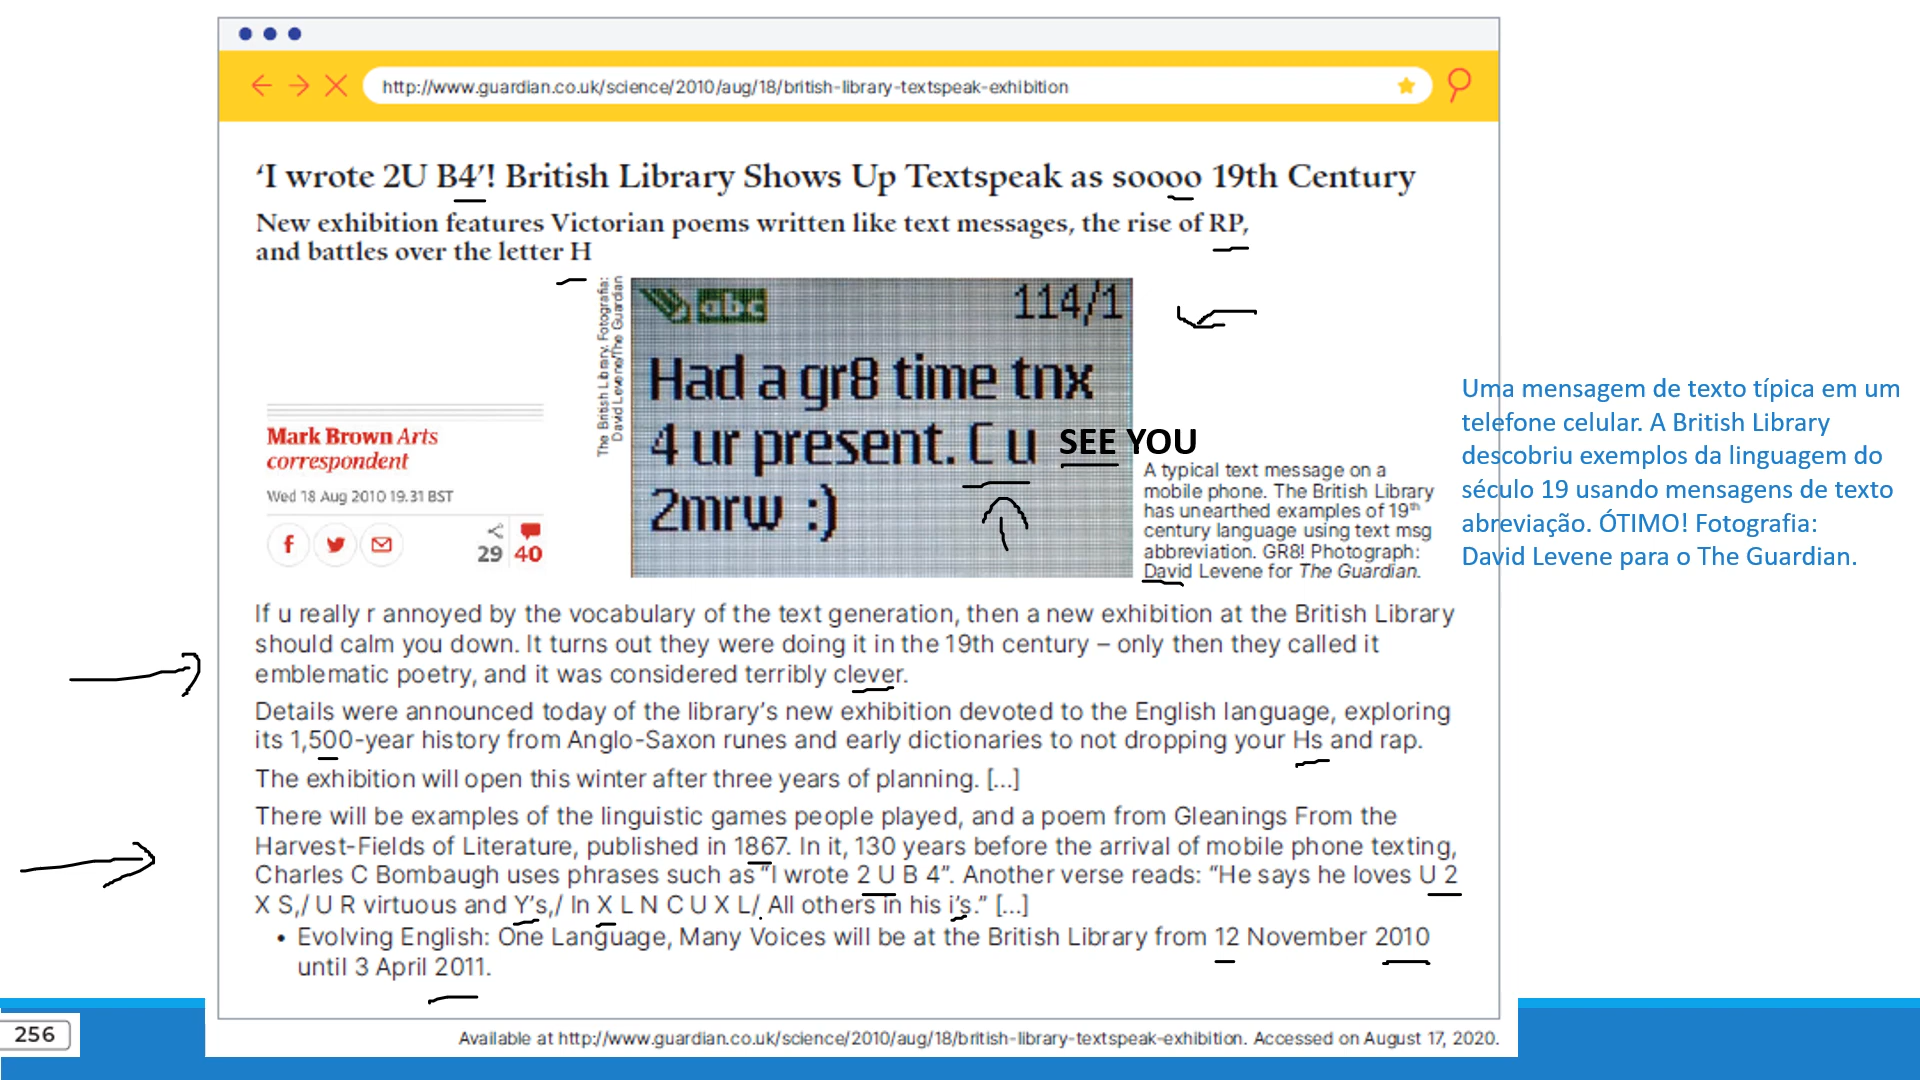 http://www.guardian.co.uk/science/2010/aug/18/british-library-textspeak-exhibition
‘I wrote 2U B4’! British Library Shows Up Textspeak as soooo 19th Century
New exhibition features Victorian poems written like text messages, the rise of RP,
and battles over the letter H
The British Library. Fotografia:
David Levene/The Guardian
abc 114/1
Had a gr8 time tnx
4 ur present. C u
2mrw :)
SEE YOU
Mark Brown Arts
correspondent
Wed 18 Aug 2010 19.31 BST
29 40
A typical text message on a
mobile phone. The British Library
has unearthed examples of 19th
century language using text msg
abbreviation. GR8! Photograph:
David Levene for The Guardian.
Uma mensagem de texto típica em um
telefone celular. A British Library
descobriu exemplos da linguagem do
século 19 usando mensagens de texto
abreviação. ÓTIMO! Fotografia:
David Levene para o The Guardian.
If u really r annoyed by the vocabulary of the text generation, then a new exhibition at the British Library
should calm you down. It turns out they were doing it in the 19th century – only then they called it
emblematic poetry, and it was considered terribly clever.
Details were announced today of the library’s new exhibition devoted to the English language, exploring
its 1,500-year history from Anglo-Saxon runes and early dictionaries to not dropping your Hs and rap.
The exhibition will open this winter after three years of planning. [...]
There will be examples of the linguistic games people played, and a poem from Gleanings From the
Harvest-Fields of Literature, published in 1867. In it, 130 years before the arrival of mobile phone texting,
Charles C Bombaugh uses phrases such as “I wrote 2 U B 4”. Another verse reads: “He says he loves U 2
X S,/ U R virtuous and Y’s,/ In X L N C U X L/ All others in his i’s.” [...]
• Evolving English: One Language, Many Voices will be at the British Library from 12 November 2010
until 3 April 2011.
256
Available at http://www.guardian.co.uk/science/2010/aug/18/british-library-textspeak-exhibition. Accessed on August 17, 2020.